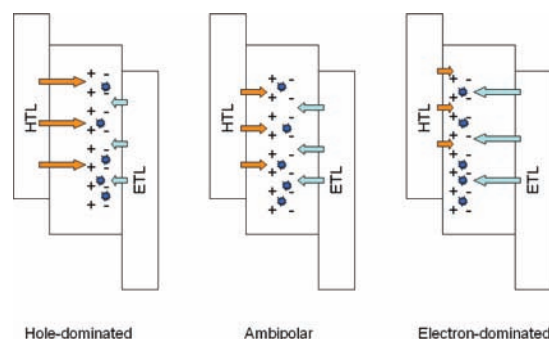 HTL
ETL
HTL
ETL
HTL
ETL
Hole-dominated
Ambipolar
Electron-dominated